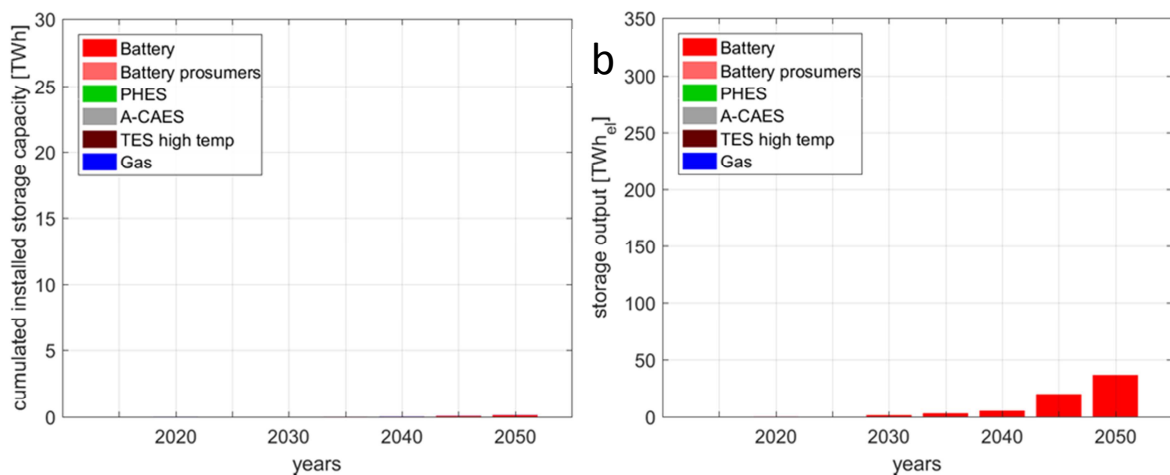 cumulated installed storage capacity [TWh]
30
25
20
15
10
5
0
Battery
Battery prosumers
PHES
A-CAES
TES high temp
Gas
2020
2030
2040
2050
years
b
storage output [TWh_el]
350
300
250
200
150
100
50
0
Battery
Battery prosumers
PHES
A-CAES
TES high temp
Gas
2020
2030
2040
2050
years